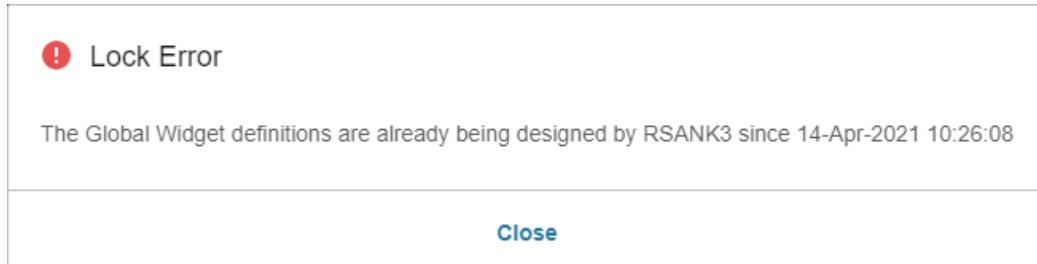 Lock Error
The Global Widget definitions are already being designed by RSANK3 since 14-Apr-2021 10:26:08
Close